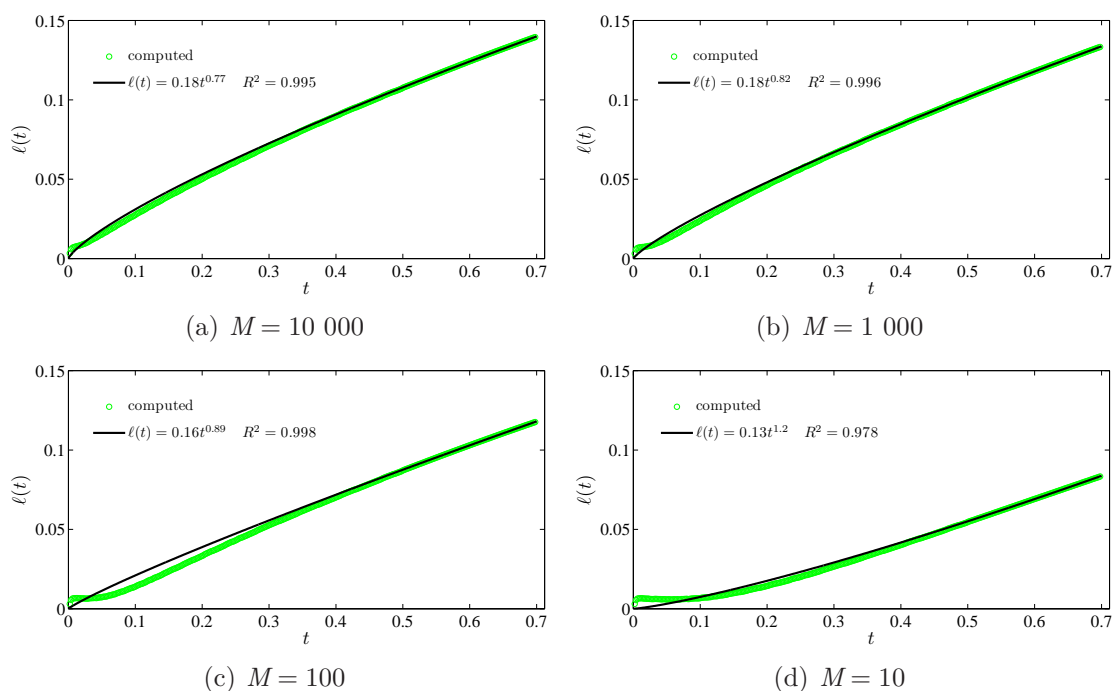 0.15
0.1
0.05
0
ℓ(t)
computed
ℓ(t) = 0.18t^0.77 R² = 0.995
0 0.1 0.2 0.3 0.4 0.5 0.6 0.7
t
(a) M = 10 000
0.15
0.1
0.05
0
ℓ(t)
computed
ℓ(t) = 0.18t^0.82 R² = 0.996
0 0.1 0.2 0.3 0.4 0.5 0.6 0.7
t
(b) M = 1 000
0.15
0.1
0.05
0
ℓ(t)
computed
ℓ(t) = 0.16t^0.89 R² = 0.998
0 0.1 0.2 0.3 0.4 0.5 0.6 0.7
t
(c) M = 100
0.15
0.1
0.05
0
ℓ(t)
computed
ℓ(t) = 0.13t^1.2 R² = 0.978
0 0.1 0.2 0.3 0.4 0.5 0.6 0.7
t
(d) M = 10